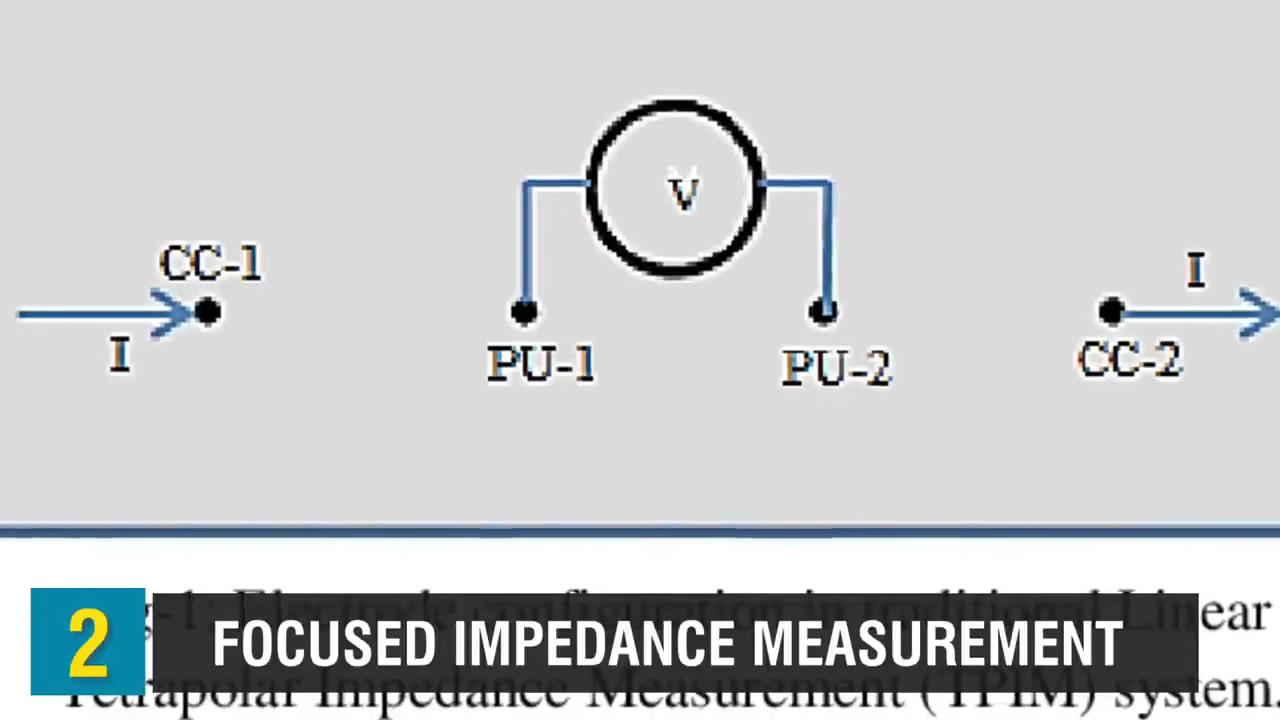 V
CC-1
I
I
PU-1
PU-2
CC-2
2
FOCUSED IMPEDANCE MEASUREMENT
Linear
Tetrapolar Impedance Measurement (TPIM) system.